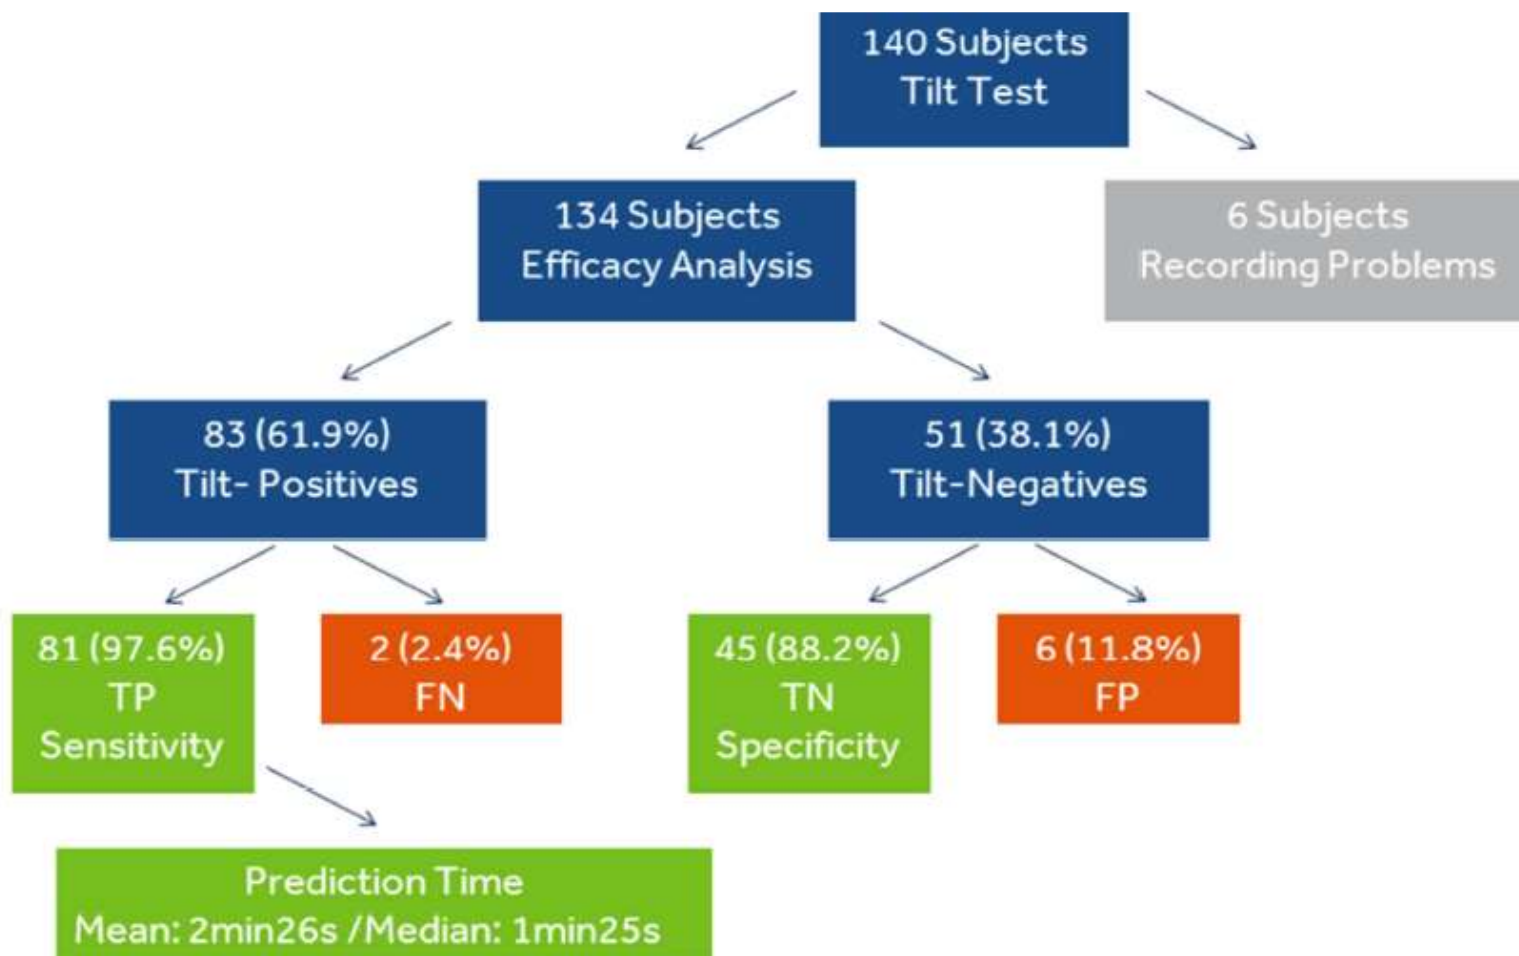 140 Subjects
Tilt Test
134 Subjects
Efficacy Analysis
6 Subjects
Recording Problems
83 (61.9%)
Tilt- Positives
51 (38.1%)
Tilt-Negatives
81 (97.6%)
TP
Sensitivity
2 (2.4%)
FN
45 (88.2%)
TN
Specificity
6 (11.8%)
FP
Prediction Time
Mean: 2min26s /Median: 1min25s